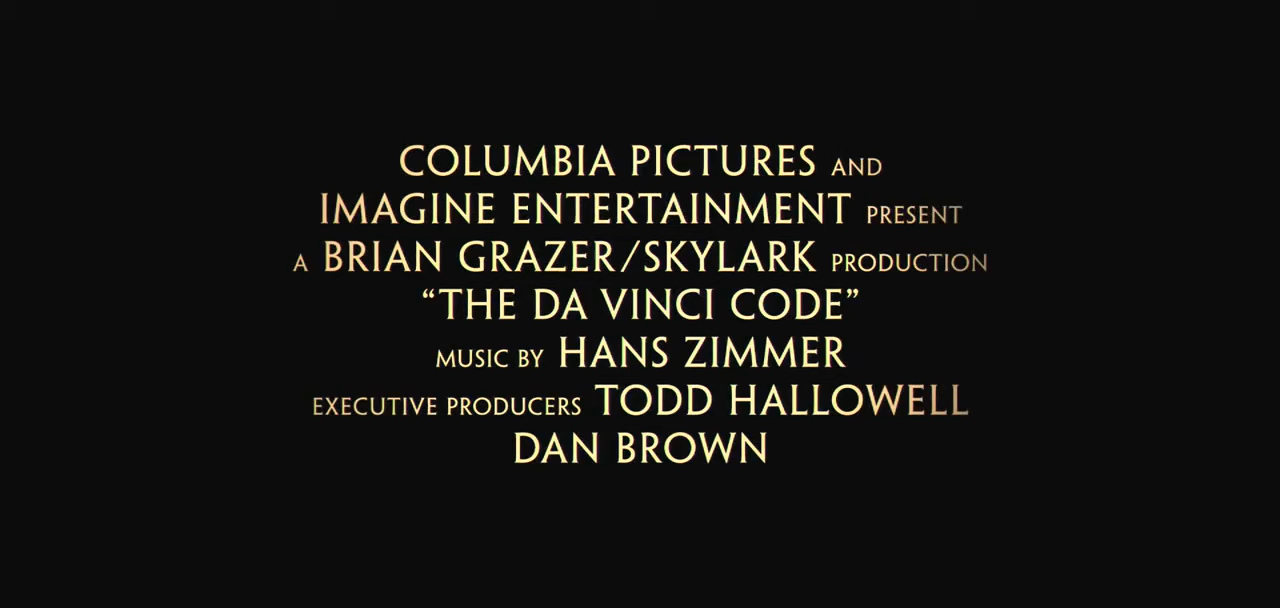 COLUMBIA PICTURES AND
IMAGINE ENTERTAINMENT PRESENT
A BRIAN GRAZER/SKYLARK PRODUCTION
“THE DA VINCI CODE”
MUSIC BY HANS ZIMMER
EXECUTIVE PRODUCERS TODD HALLOWELL
DAN BROWN